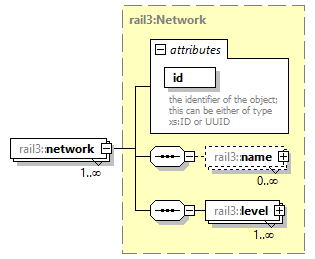 rail3:Network
attributes
id
the identifier of the object;
this can be either of type
xs:ID or UUID
rail3:network
1..∞
rail3:name
0..∞
rail3:level
1..∞